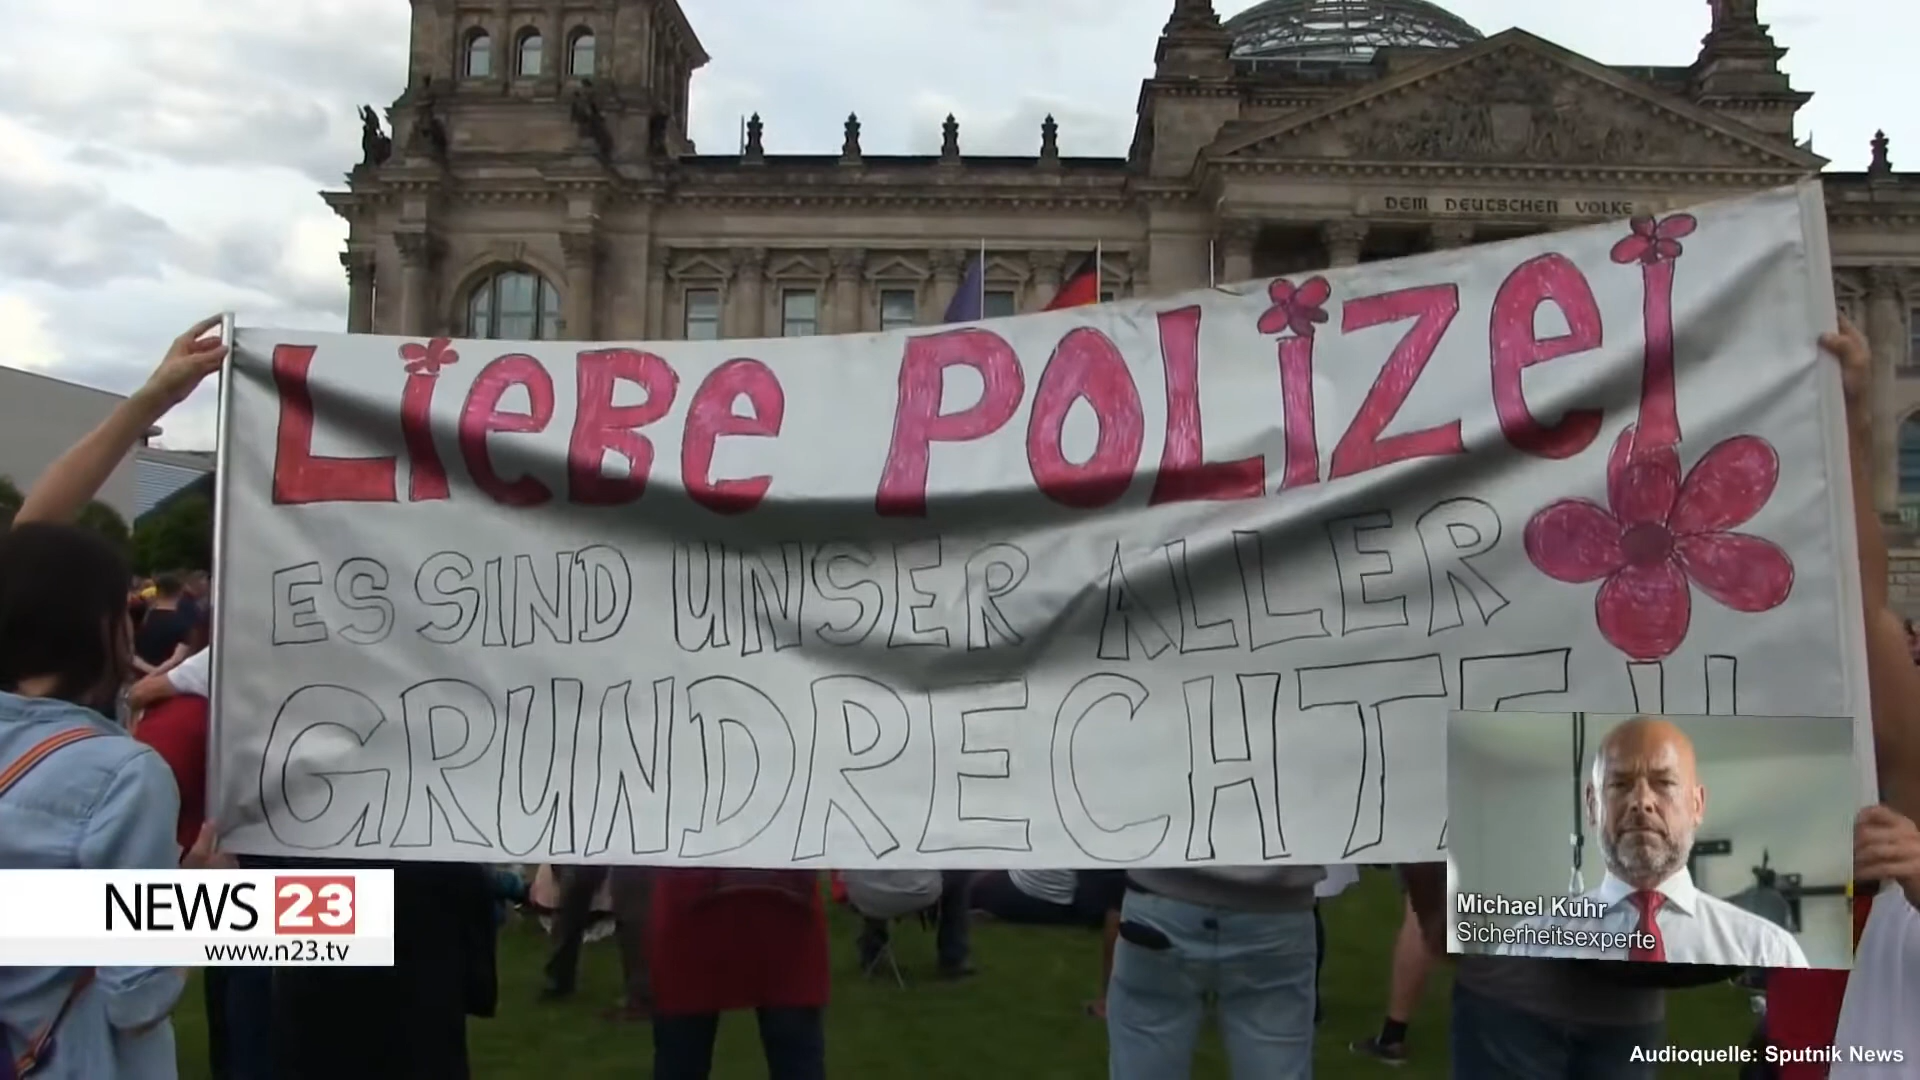 DEM DEUTSCHEN VOLKE
LieBe POLiZei
ES SIND UNSER ALLER
GRUNDRECHTEN
Michael Kuhr
Sicherheitsexperte
NEWS 23
www.n23.tv
Audioquelle: Sputnik News